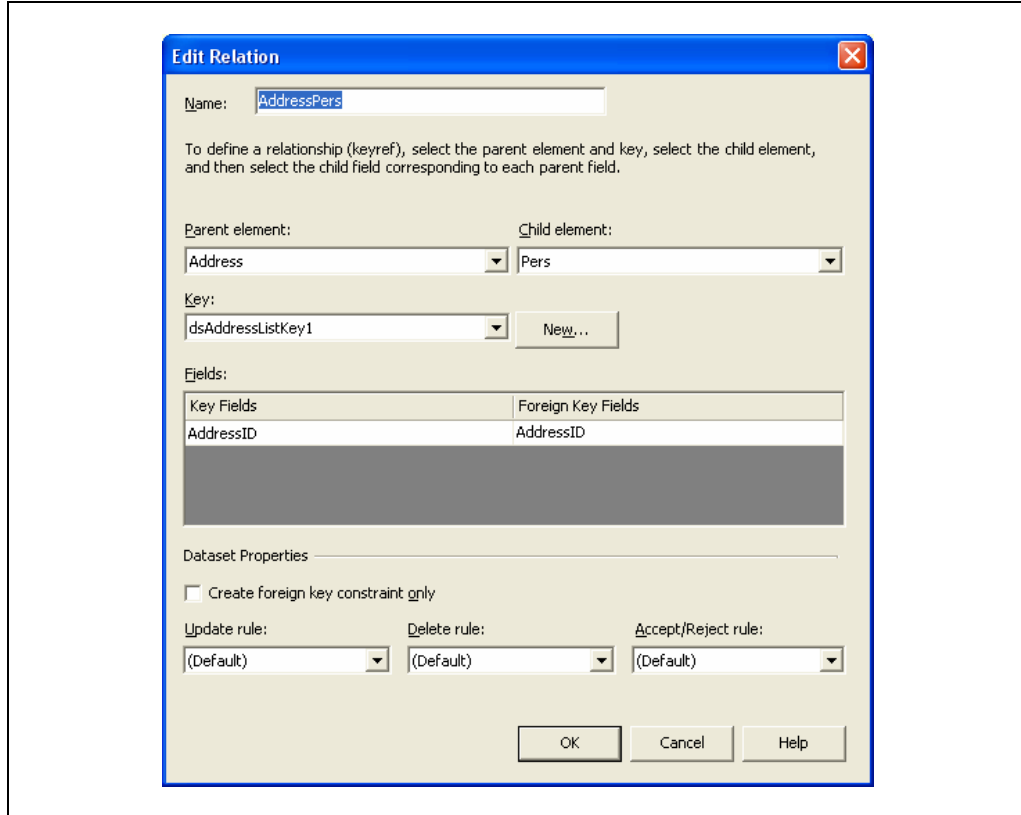 Edit Relation
Name: AddressPers
To define a relationship (keyref), select the parent element and key, select the child element,
and then select the child field corresponding to each parent field.
Parent element: Child element:
Address Pers
Key:
dsAddressListKey1 New...
Fields:
Key Fields Foreign Key Fields
AddressID AddressID
Dataset Properties
Create foreign key constraint only
Update rule: Delete rule: Accept/Reject rule:
(Default) (Default) (Default)
OK Cancel Help